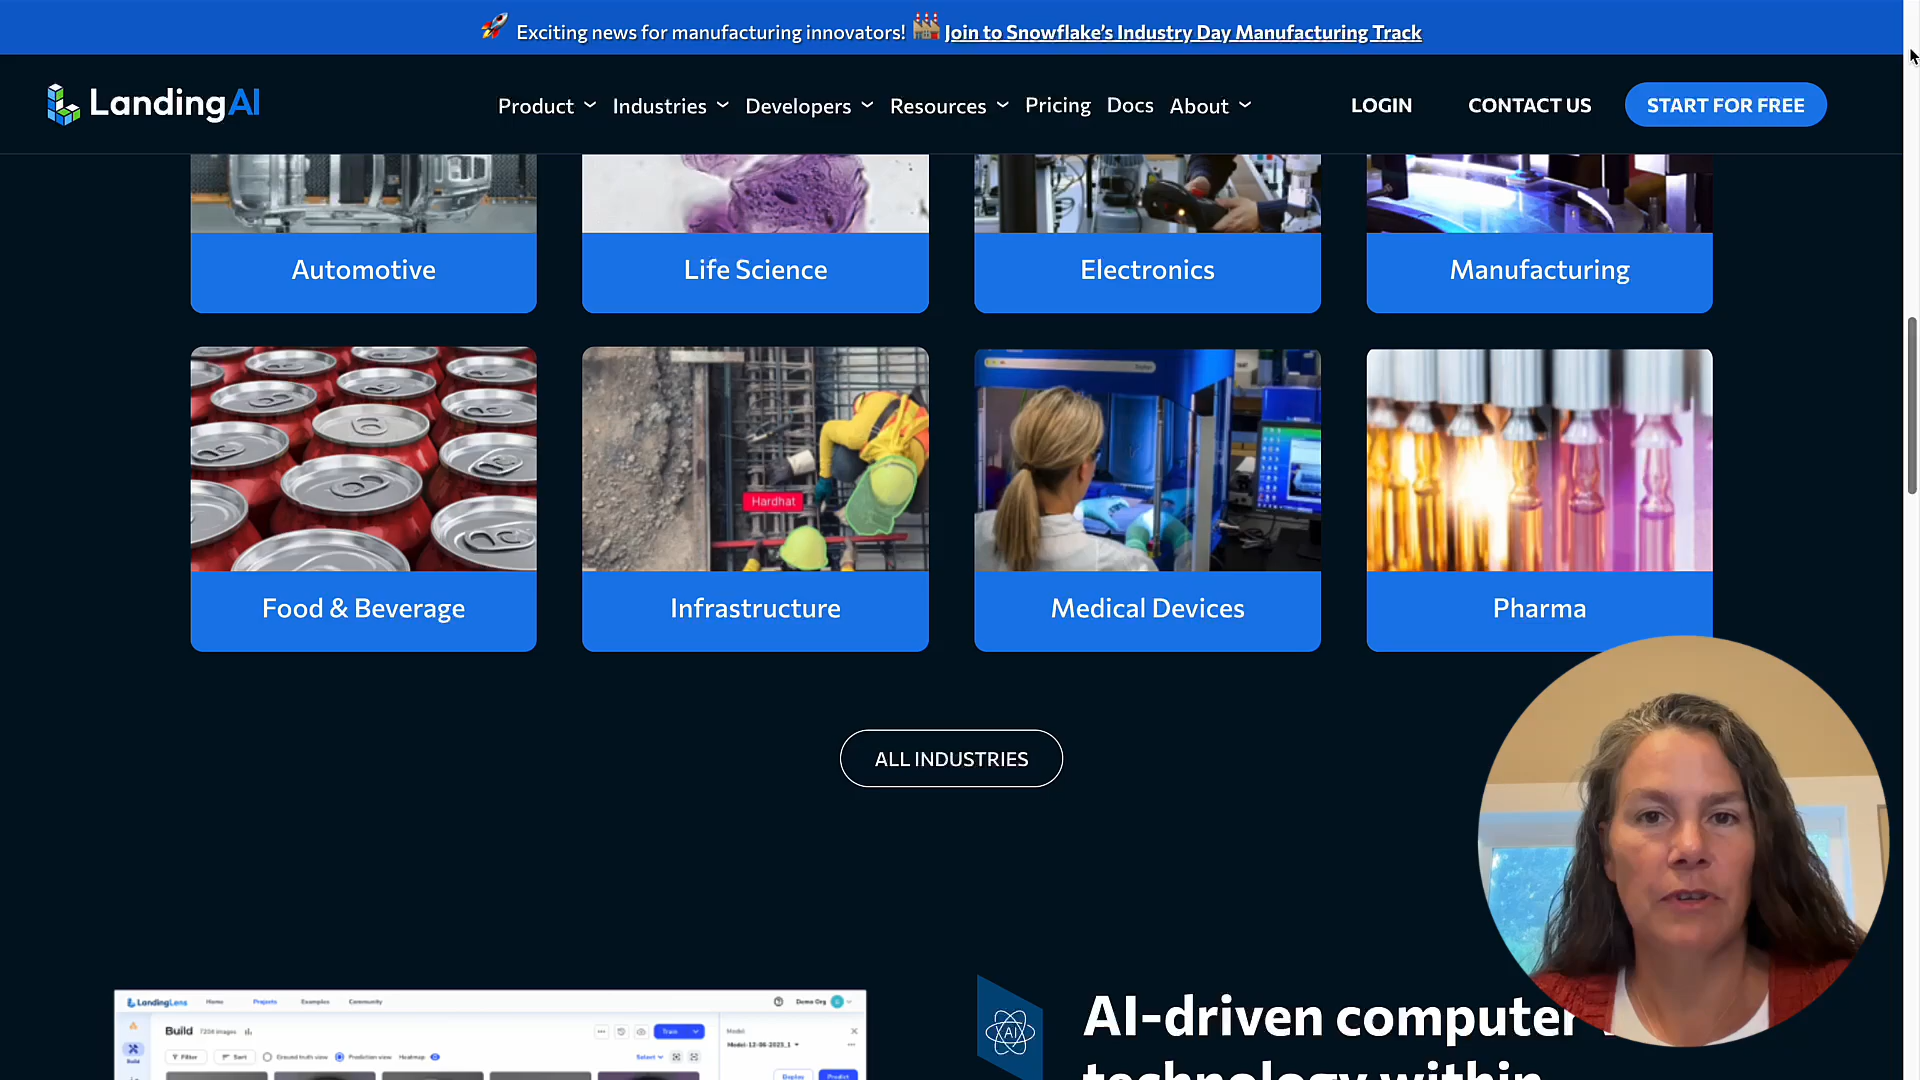 Exciting news for manufacturing innovators! Join to Snowflake's Industry Day Manufacturing Track
LandingAI
Product Industries Developers Resources Pricing Docs About LOGIN CONTACT US START FOR FREE
Automotive Life Science Electronics Manufacturing
Hardhat
Food & Beverage Infrastructure Medical Devices Pharma
ALL INDUSTRIES
LandingLens Home Projects Examples Community Demo Org
Build 7204 images Train Model
Model-12-06-2023_1
Filter Sort Ground truth view Prediction view Heatmap Select
Build
Deploy Predict
AI
AI-driven computer
technology within